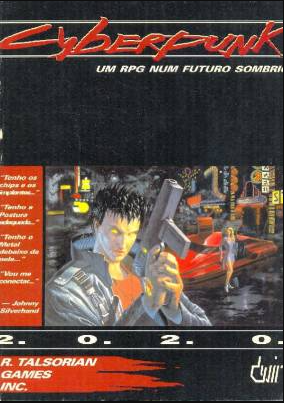 CYBERPUNK
UM RPG NUM FUTURO SOMBRI
"Tenho os
chips e os
"Tenho a
Postura
adequada..."
"Tenho o
Metal
debaixo da
pele..."
"Vou me
conectar..."
— Johnny
Silverhand
2. 0. 2. 0.
R. TALSORIAN
GAMES
INC.